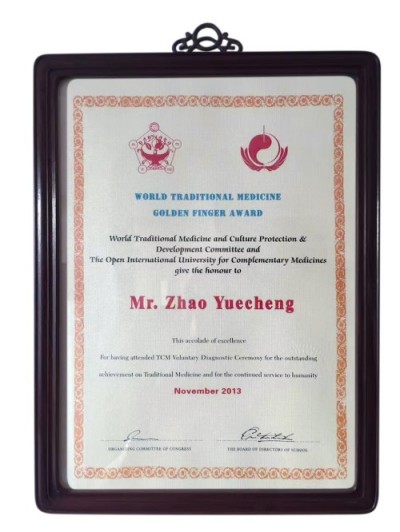 WORLD TRADITIONAL MEDICINE
GOLDEN FINGER AWARD
World Traditional Medicine and Culture Protection &
Development Committee and
The Open International University for Complementary Medicines
give the honour to
Mr. Zhao Yuecheng
This accolade of excellence
For having attended TCM Voluntary Diagnostic Ceremony for the outstanding
achievement on Traditional Medicine and for the continued service to humanity
November 2013
ORGANIZING COMMITTEE OF CONGRESS THE BOARD OF DIRECTORS OF SCHOOL